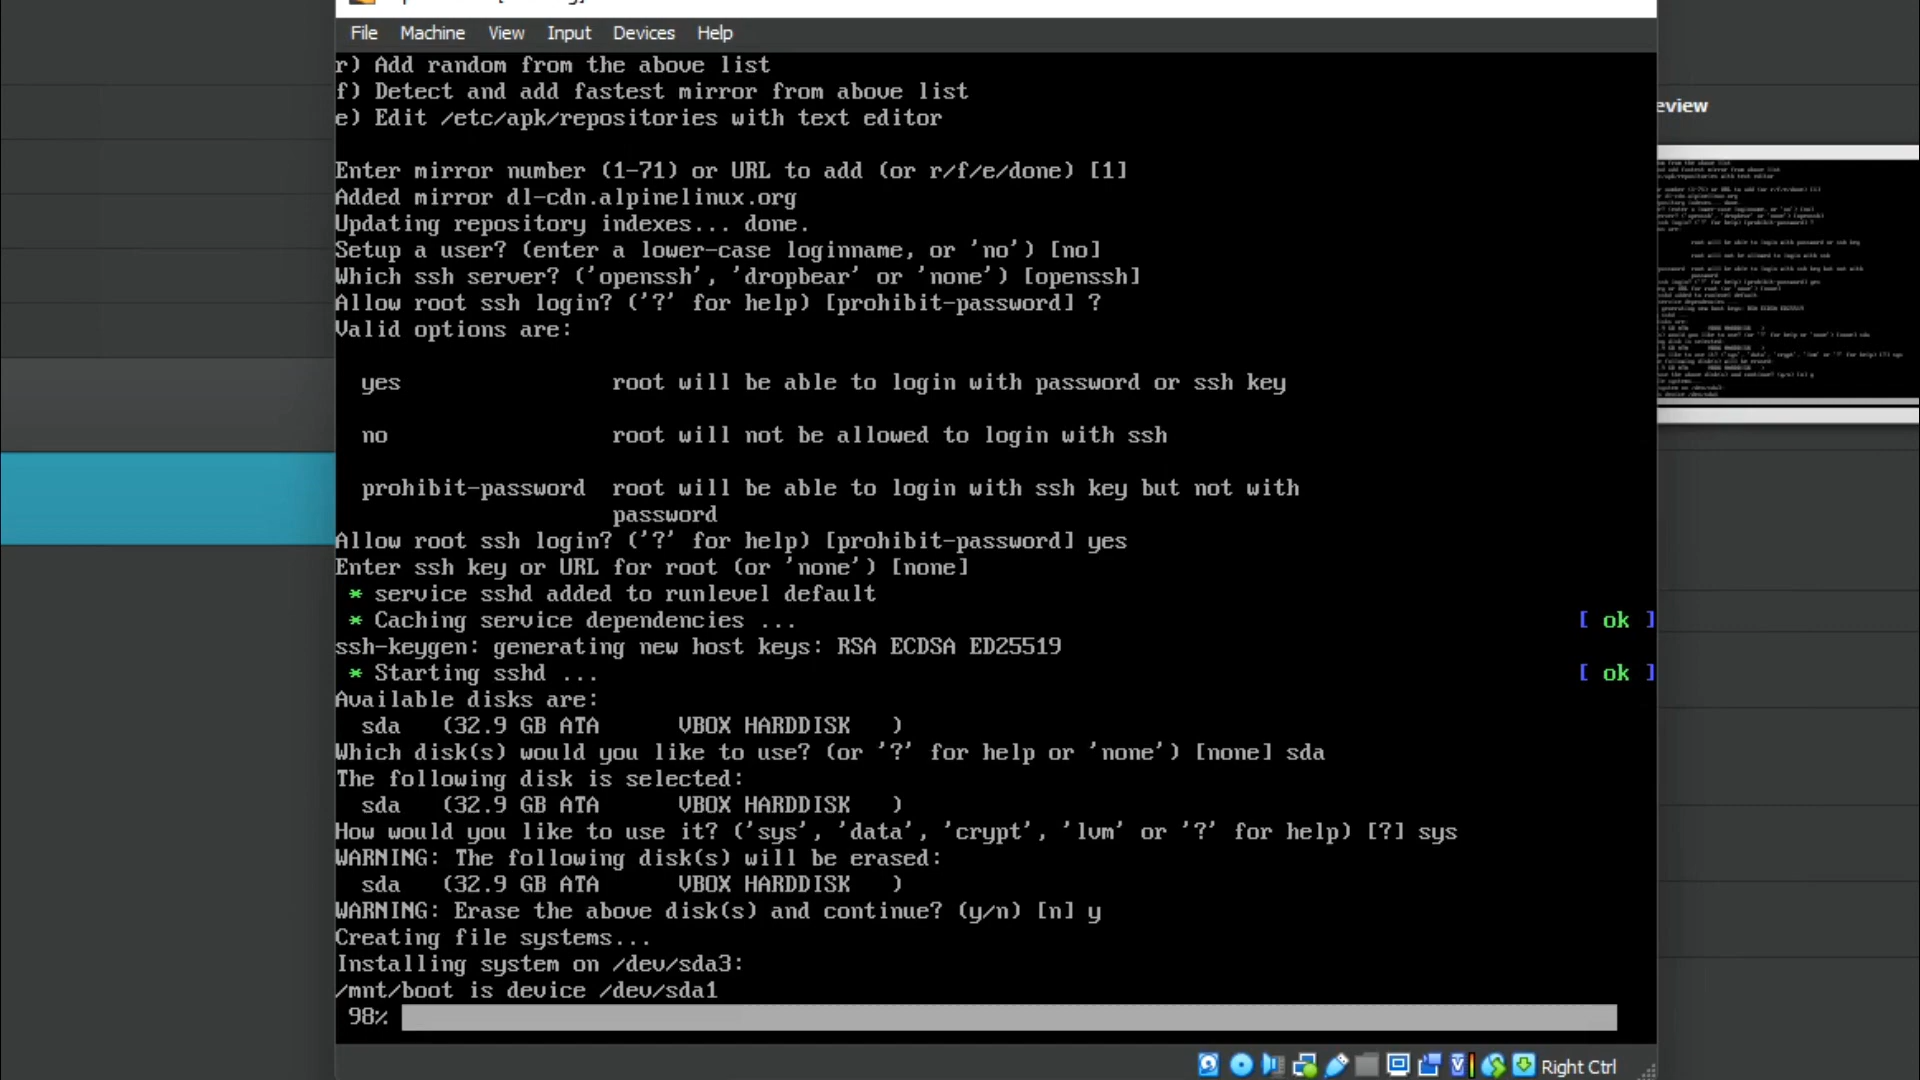 File Machine View Input Devices Help
r) Add random from the above list
f) Detect and add fastest mirror from above list
e) Edit /etc/apk/repositories with text editor
Enter mirror number (1-71) or URL to add (or r/f/e/done) [1]
Added mirror dl-cdn.alpinelinux.org
Updating repository indexes... done.
Setup a user? (enter a lower-case loginname, or 'no') [no]
Which ssh server? ('openssh', 'dropbear' or 'none') [openssh]
Allow root ssh login? ('?' for help) [prohibit-password] ?
Valid options are:
yes root will be able to login with password or ssh key
no root will not be allowed to login with ssh
prohibit-password root will be able to login with ssh key but not with
password
Allow root ssh login? ('?' for help) [prohibit-password] yes
Enter ssh key or URL for root (or 'none') [none]
* service sshd added to runlevel default
* Caching service dependencies ... [ ok ]
ssh-keygen: generating new host keys: RSA ECDSA ED25519
* Starting sshd ... [ ok ]
Available disks are:
sda (32.9 GB ATA VBOX HARDDISK )
Which disk(s) would you like to use? (or '?' for help or 'none') [none] sda
The following disk is selected:
sda (32.9 GB ATA VBOX HARDDISK )
How would you like to use it? ('sys', 'data', 'crypt', 'lvm' or '?' for help) [?] sys
WARNING: The following disk(s) will be erased:
sda (32.9 GB ATA VBOX HARDDISK )
WARNING: Erase the above disk(s) and continue? (y/n) [n] y
Creating file systems...
Installing system on /dev/sda3:
/mnt/boot is device /dev/sda1
98%
Right Ctrl
eview